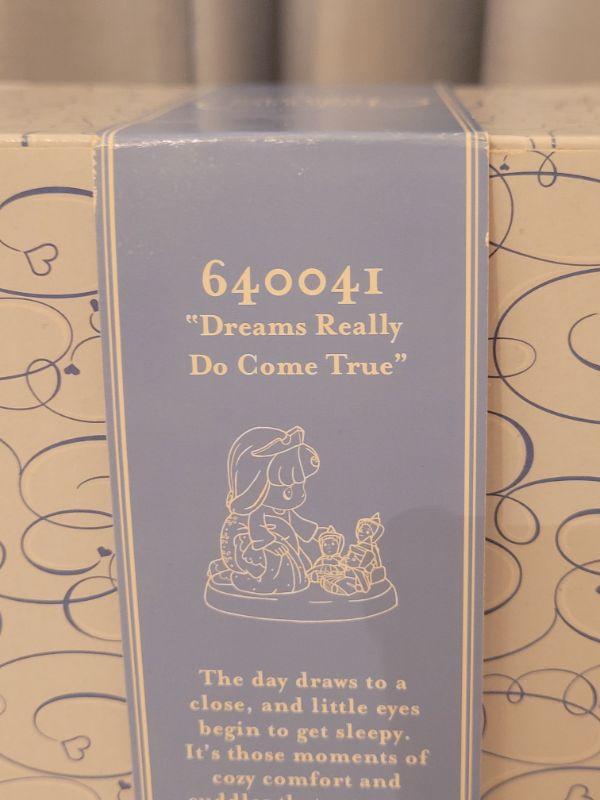 640041
“Dreams Really
Do Come True”
The day draws to a
close, and little eyes
begin to get sleepy.
It's those moments of
cozy comfort and